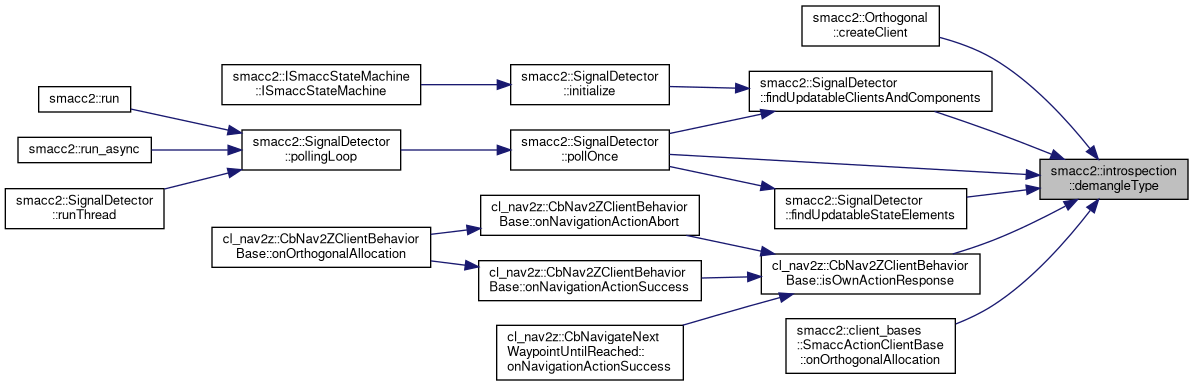 smacc2::Orthogonal
::createClient
smacc2::ISmaccStateMachine
::ISmaccStateMachine
smacc2::SignalDetector
::initialize
smacc2::SignalDetector
::findUpdatableClientsAndComponents
smacc2::run
smacc2::run_async
smacc2::SignalDetector
::pollingLoop
smacc2::SignalDetector
::pollOnce
smacc2::introspection
::demangleType
smacc2::SignalDetector
::runThread
smacc2::SignalDetector
::findUpdatableStateElements
cl_nav2z::CbNav2ZClientBehavior
Base::onNavigationActionAbort
cl_nav2z::CbNav2ZClientBehavior
Base::onOrthogonalAllocation
cl_nav2z::CbNav2ZClientBehavior
Base::onNavigationActionSuccess
cl_nav2z::CbNav2ZClientBehavior
Base::isOwnActionResponse
cl_nav2z::CbNavigateNext
WaypointUntilReached::
onNavigationActionSuccess
smacc2::client_bases
::SmaccActionClientBase
::onOrthogonalAllocation